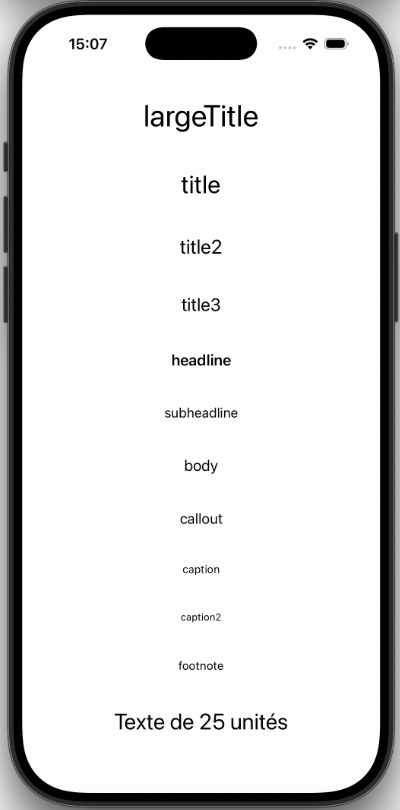 15:07
largeTitle
title
title2
title3
headline
subheadline
body
callout
caption
caption2
footnote
Texte de 25 unités